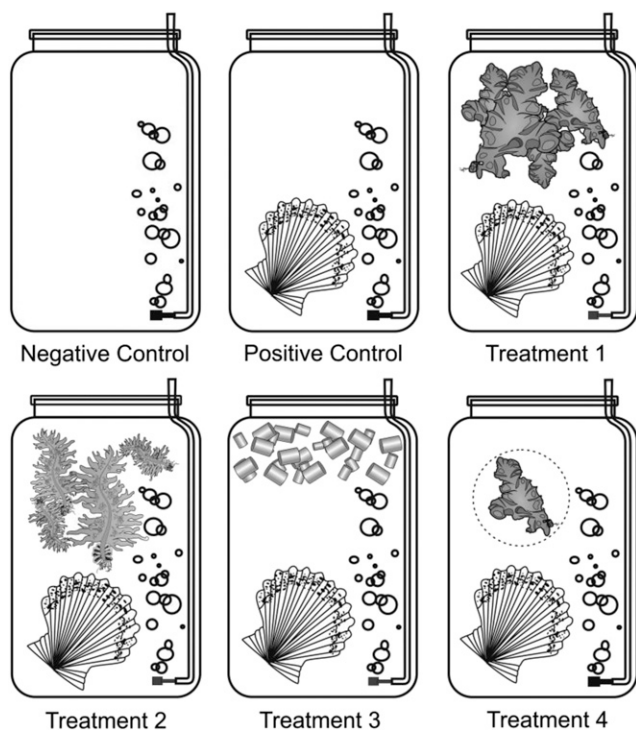 Negative Control
Positive Control
Treatment 1
Treatment 2
Treatment 3
Treatment 4